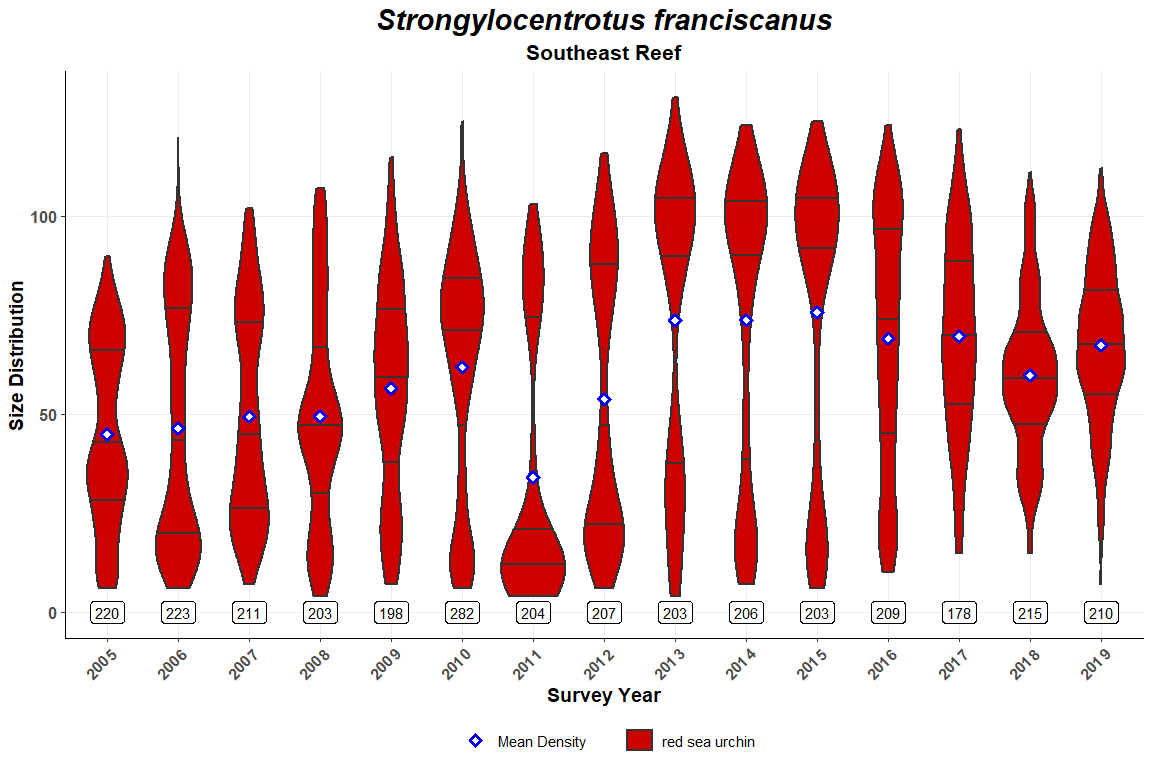 Strongylocentrotus franciscanus
Southeast Reef
Size Distribution
100
50
0
220 223 211 203 198 282 204 207 203 206 203 209 178 215 210
2005 2006 2007 2008 2009 2010 2011 2012 2013 2014 2015 2016 2017 2018 2019
Survey Year
Mean Density red sea urchin